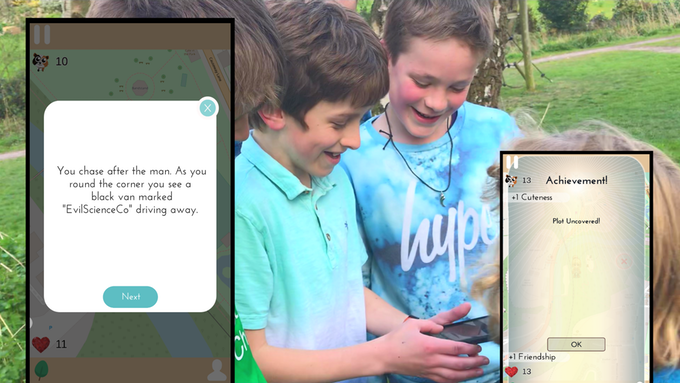 10
X
You chase after the man. As you
round the corner you see a
black van marked
"EvilScienceCo" driving away.
Next
11
hype
Ch
13 Achievement!
+1 Cuteness
Plot Uncovered!
OK
+1 Friendship
13